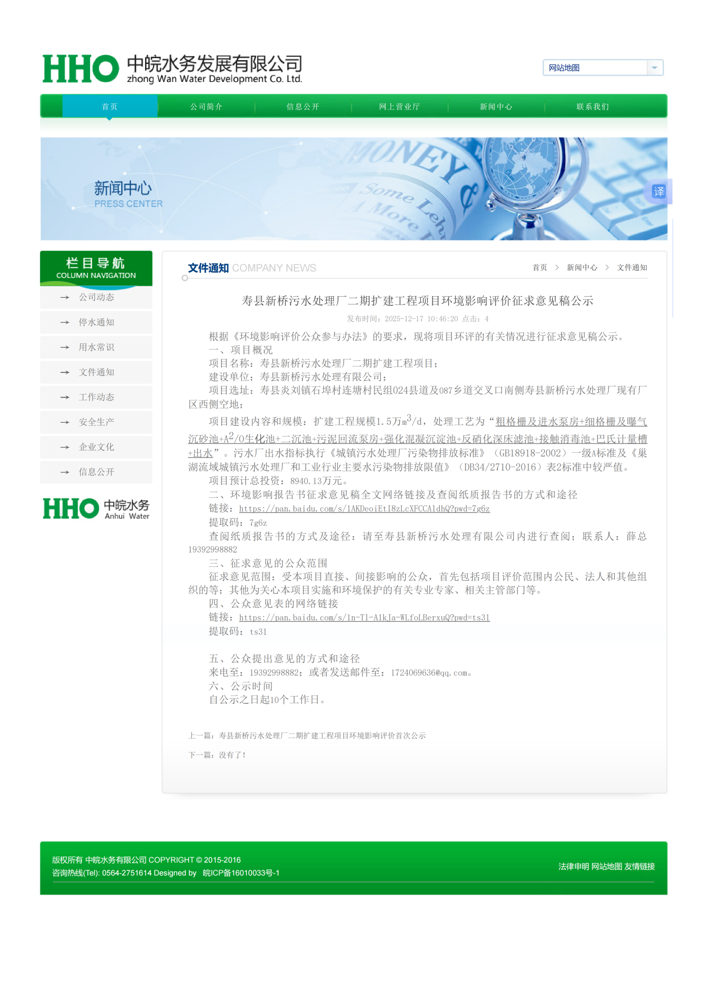 HHO 中皖水务发展有限公司
zhong Wan Water Development Co. Ltd.
网站地图
首页 公司简介 信息公开 网上营业厅 新闻中心 联系我们
MONEY
&
Some Leh
A More
新闻中心
PRESS CENTER
译
栏目导航
COLUMN NAVIGATION
公司动态
停水通知
用水常识
文件通知
工作动态
安全生产
企业文化
信息公开
HHO 中皖水务
Anhui Water
文件通知 COMPANY NEWS
首页 > 新闻中心 > 文件通知
寿县新桥污水处理厂二期扩建工程项目环境影响评价征求意见稿公示
发布时间：2025-12-17 10:46:20 点击：4
根据《环境影响评价公众参与办法》的要求，现将项目环评的有关情况进行征求意见稿公示。
一、项目概况
项目名称：寿县新桥污水处理厂二期扩建工程项目；
建设单位：寿县新桥污水处理有限公司；
项目选址：寿县炎刘镇石埠村连塘村民组024县道及087乡道交叉口南侧寿县新桥污水处理厂现有厂
区西侧空地；
项目建设内容和规模：扩建工程规模1.5万m3/d，处理工艺为“粗格栅及进水泵房+细格栅及曝气
沉砂池+A2/O生化池+二沉池+污泥回流泵房+强化混凝沉淀池+反硝化深床滤池+接触消毒池+巴氏计量槽
+出水”。污水厂出水指标执行《城镇污水处理厂污染物排放标准》（GB18918-2002）一级A标准及《巢
湖流域城镇污水处理厂和工业行业主要水污染物排放限值》（DB34/2710-2016）表2标准中较严值。
项目预计总投资：8940.13万元。
二、环境影响报告书征求意见稿全文网络链接及查阅纸质报告书的方式和途径
链接：https://pan.baidu.com/s/1AKDeoiEtI8zLcXFCCAldhQ?pwd=7g6z
提取码：7g6z
查阅纸质报告书的方式及途径：请至寿县新桥污水处理有限公司内进行查阅；联系人：薛总
19392998882
三、征求意见的公众范围
征求意见范围：受本项目直接、间接影响的公众，首先包括项目评价范围内公民、法人和其他组
织的等；其他为关心本项目实施和环境保护的有关专业专家、相关主管部门等。
四、公众意见表的网络链接
链接：https://pan.baidu.com/s/1n-Tl-A1kJa-WLfoLBerxuQ?pwd=ts31
提取码：ts31
五、公众提出意见的方式和途径
来电至：19392998882；或者发送邮件至：1724069636@qq.com。
六、公示时间
自公示之日起10个工作日。
上一篇：寿县新桥污水处理厂二期扩建工程项目环境影响评价首次公示
下一篇：没有了！
版权所有 中皖水务有限公司 COPYRIGHT © 2015-2016
咨询热线(Tel): 0564-2751614 Designed by 皖ICP备16010033号-1
法律申明 网站地图 友情链接